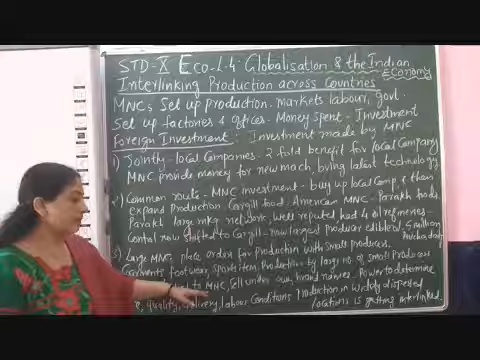 STD-X Eco-L.4 Globalisation & the Indian
ECONOMY
Interlinking Production across Countries
MNCs Set up production. Markets labour, govt.
Set up factories & offices - Money Spent - Investment
Foreign Investment - Investment made by MNC
1) Jointly - local Companies - 2 fold benefit for local Company
MNC provide money for new mach, bring latest technology
2) Common route - MNC investment - buy up local Comp & then
expand production Cargill food American MNC - Parakh foods
Parakh large mkg network, well reputed had 4 oil refineries
Control now shifted to Cargill - now largest producer edible oil 5 million
Pouches daily
3) Large MNCs place order for production with Small producers
Garments footwear, Sports item Production by large no of Small Producers
to MNC, Sell under own brand names - Power to determine
quality, delivery, labour Conditions Production in widely dispersed
locations is getting interlinked